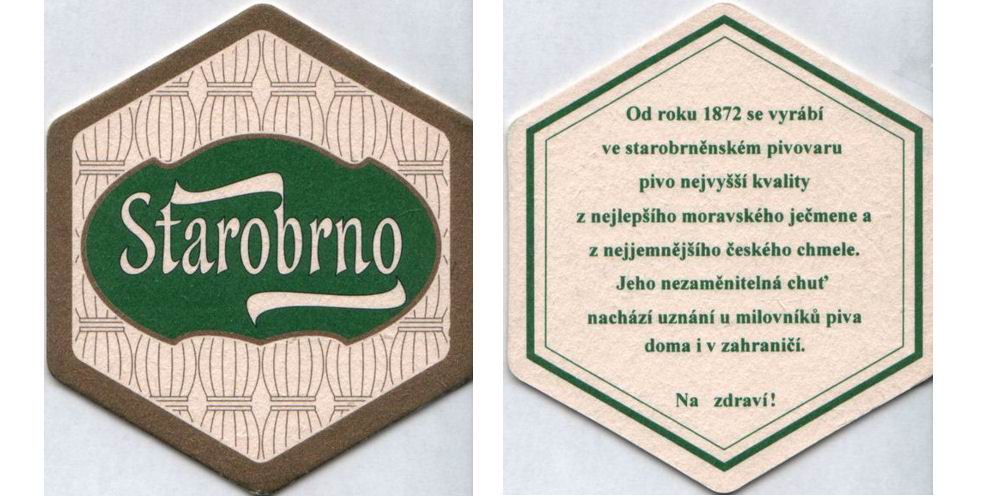 Starobrno
Od roku 1872 se vyrábí
ve starobrněnském pivovaru
pivo nejvyšší kvality
z nejlepšího moravského ječmene a
z nejjemnějšího českého chmele.
Jeho nezaměnitelná chuť
nachází uznání u milovníků piva
doma i v zahraničí.
Na zdraví!